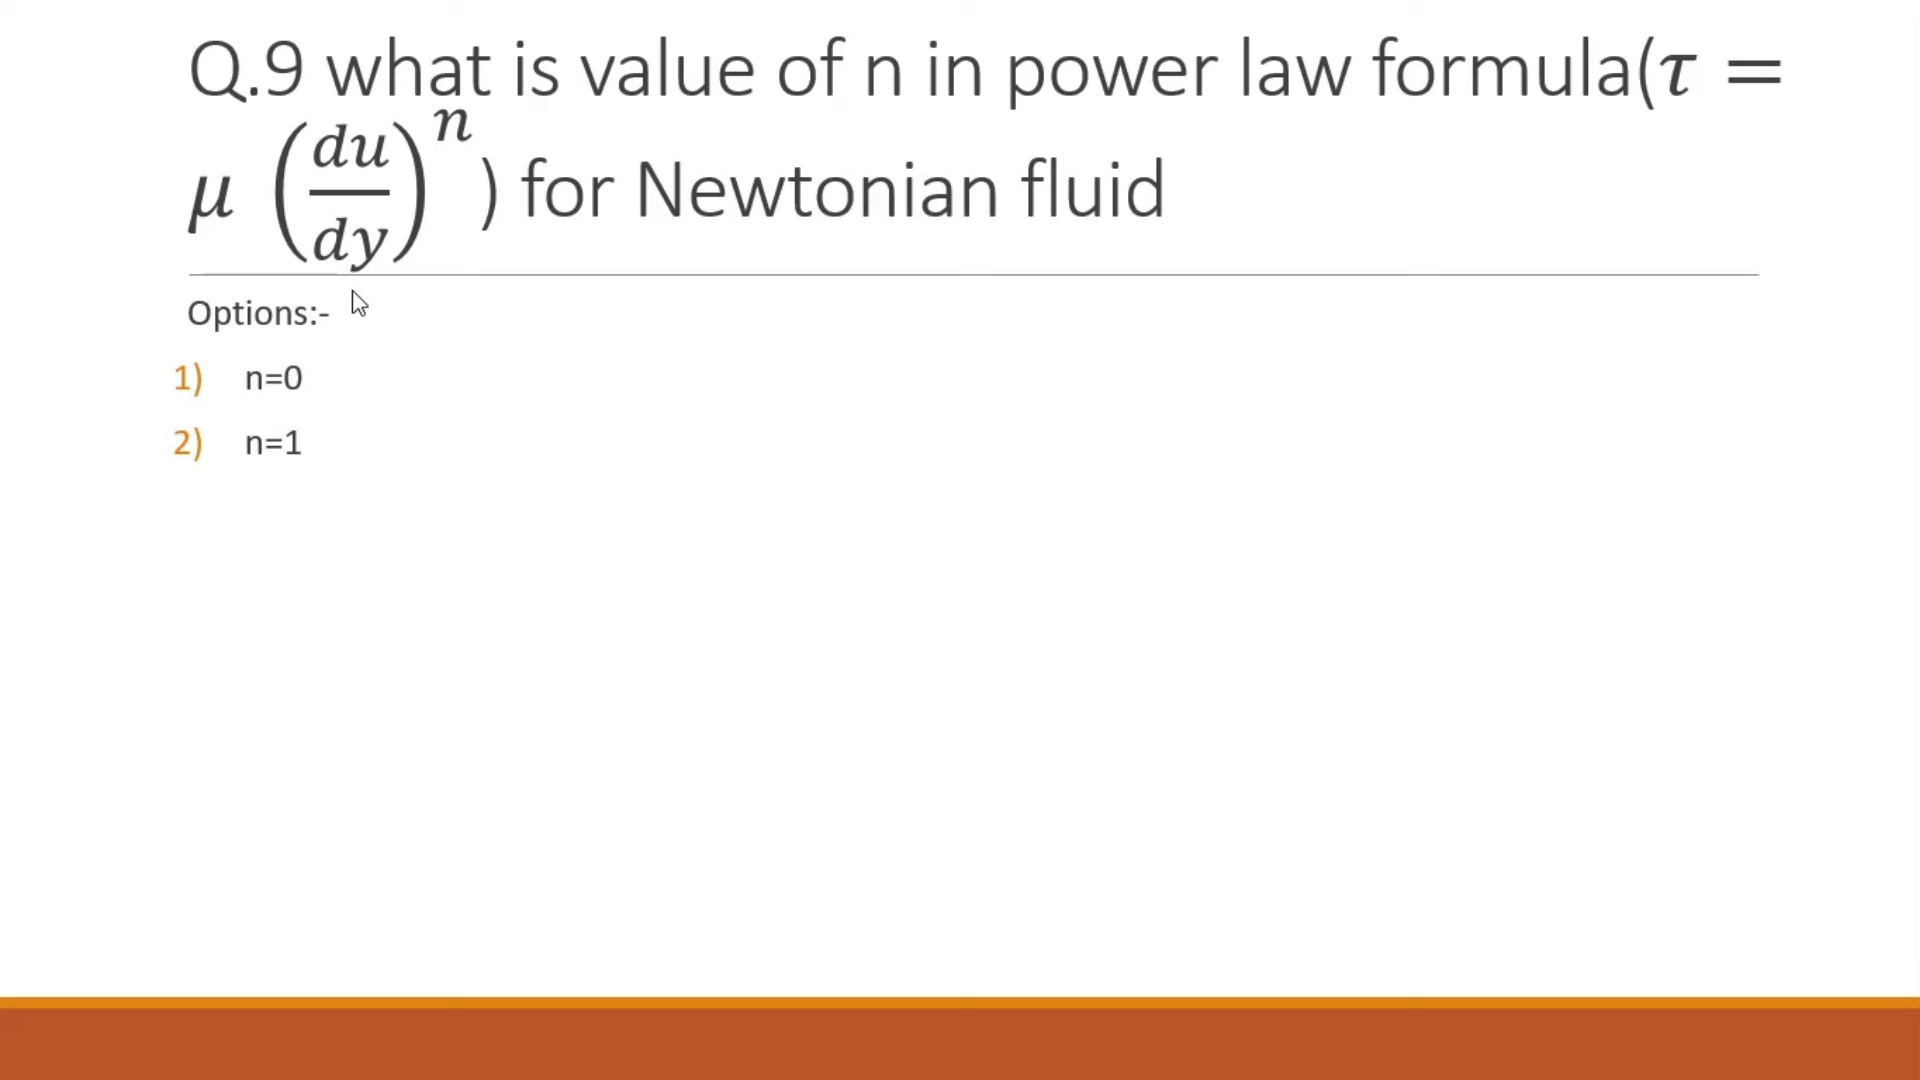 Q.9 what is value of n in power law formula(τ =
μ (du/dy)^n ) for Newtonian fluid
Options:-
1) n=0
2) n=1